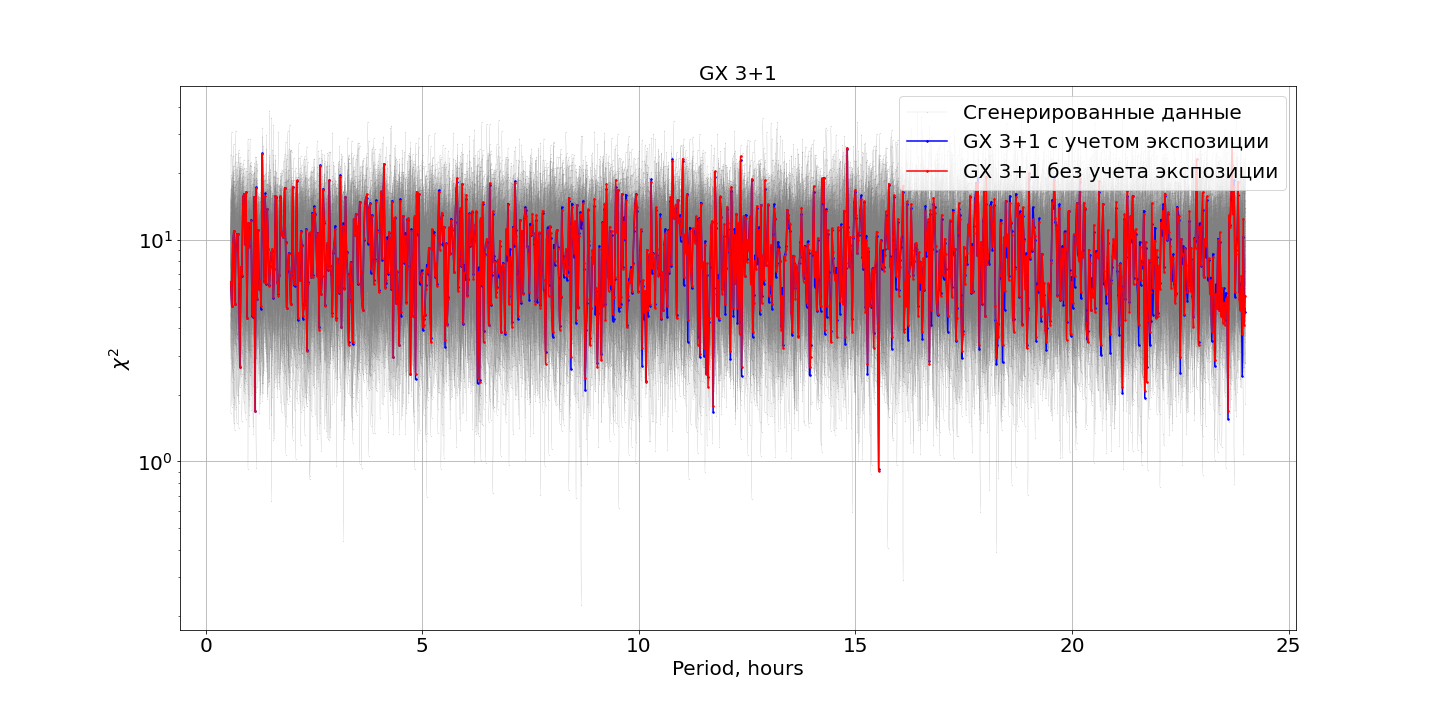 GX 3+1
Сгенерированные данные
GX 3+1 с учетом экспозиции
GX 3+1 без учета экспозиции
χ²
10¹
10⁰
0 5 10 15 20 25
Period, hours